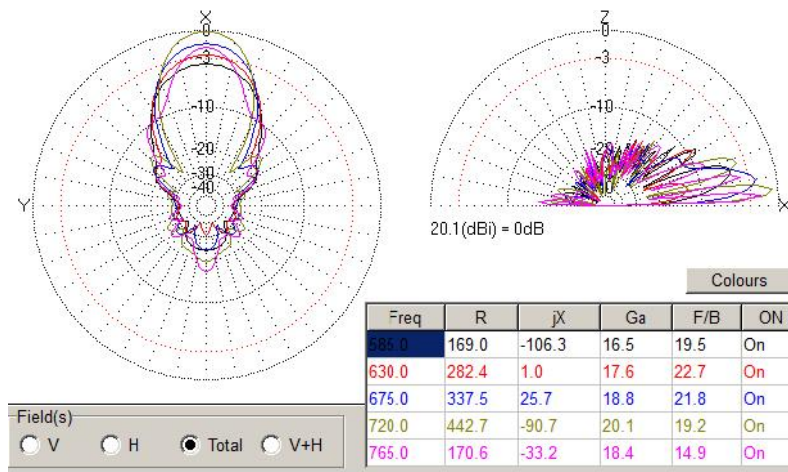 X
0
-3
-10
-20
-30
-40
Y
Z
0
-3
-10
-20
X
20.1(dBi) = 0dB
Colours
Freq R jX Ga F/B ON
585.0 169.0 -106.3 16.5 19.5 On
630.0 282.4 1.0 17.6 22.7 On
675.0 337.5 25.7 18.8 21.8 On
720.0 442.7 -90.7 20.1 19.2 On
765.0 170.6 -33.2 18.4 14.9 On
Field(s)
V H Total V+H